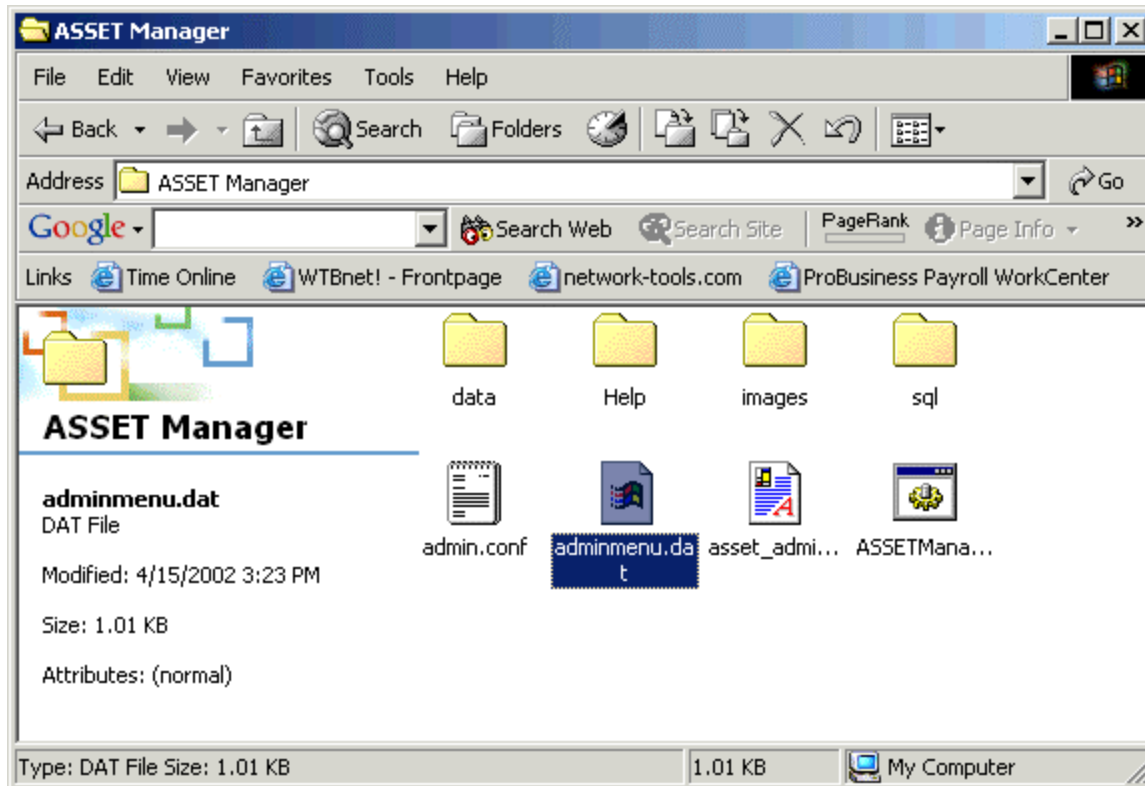 ASSET Manager
File Edit View Favorites Tools Help
Back Search Folders
Address ASSET Manager Go
Google Search Web Search Site PageRank Page Info »
Links Time Online WTBnet! - Frontpage network-tools.com ProBusiness Payroll WorkCenter
data Help images sql
ASSET Manager
adminmenu.dat
DAT File
Modified: 4/15/2002 3:23 PM
Size: 1.01 KB
Attributes: (normal)
admin.conf adminmenu.da asset_admi... ASSETMana...
t
Type: DAT File Size: 1.01 KB 1.01 KB My Computer